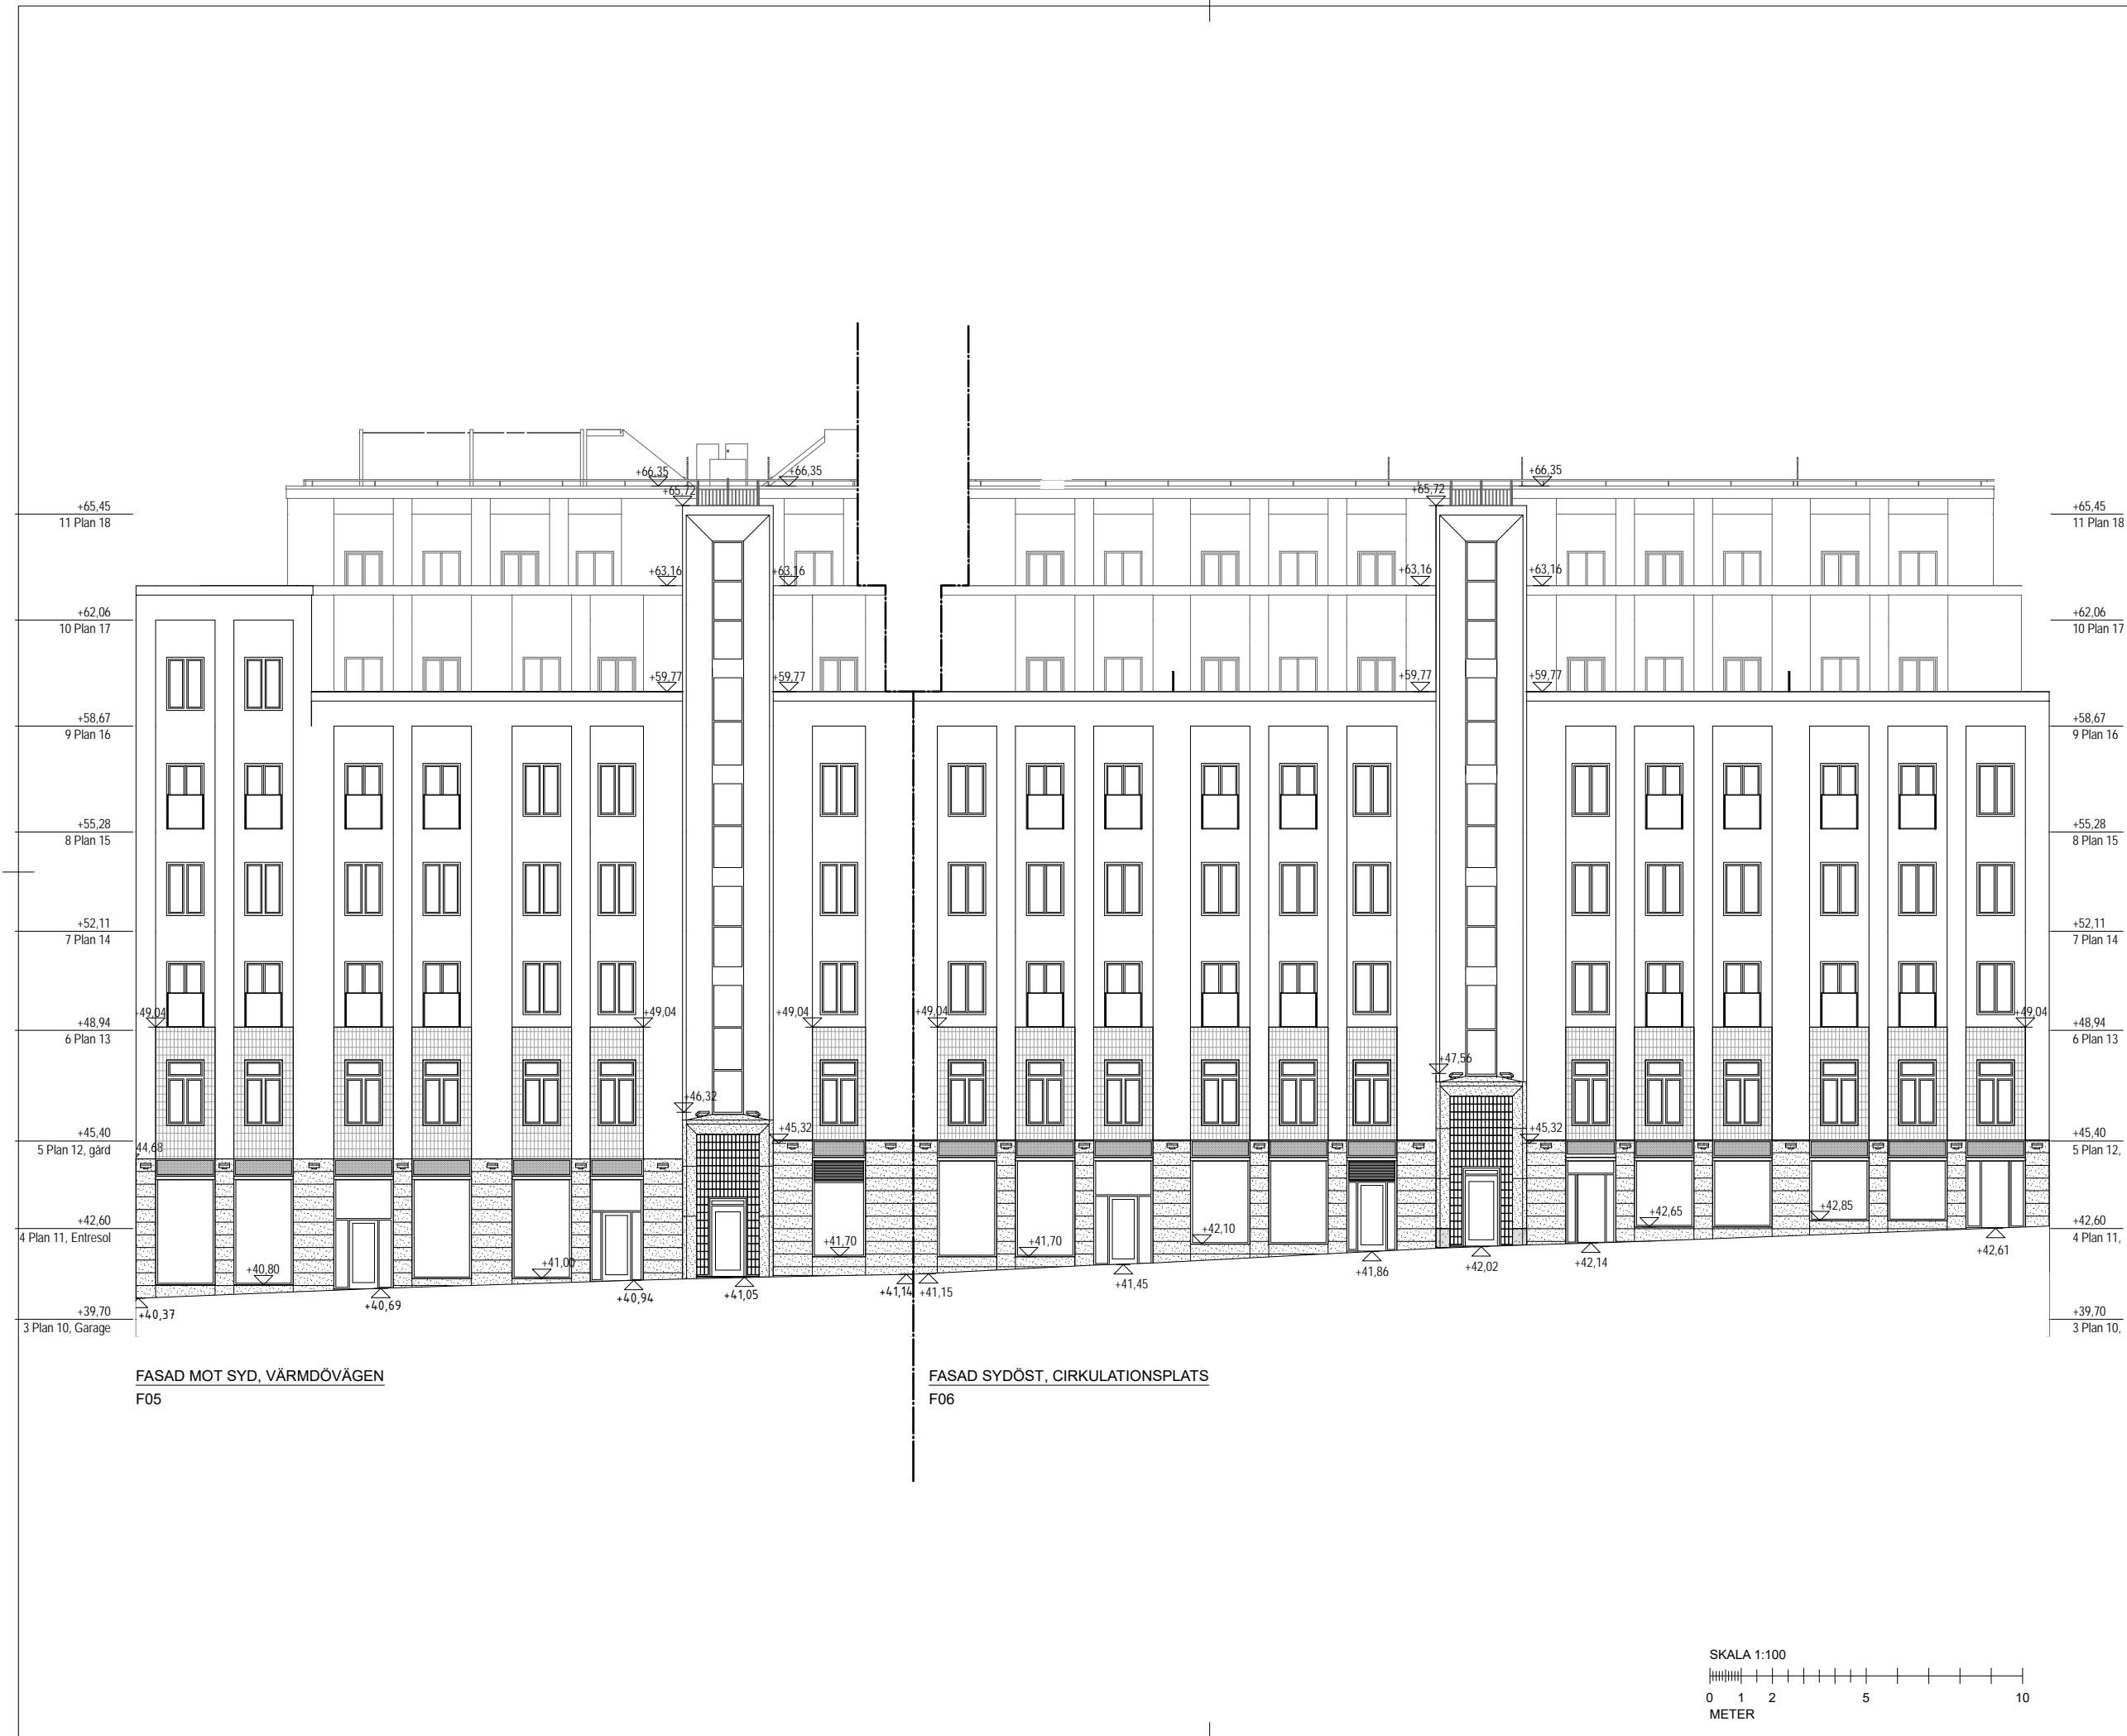 +66,35 +66,35 +66,35
+65,72 +65,72
+65,45 +65,45
11 Plan 18 11 Plan 18
+63,16 +63,16 +63,16 +63,16
+62,06 +62,06
10 Plan 17 10 Plan 17
+59,77 +59,77 +59,77 +59,77
+58,67 +58,67
9 Plan 16 9 Plan 16
+55,28 +55,28
8 Plan 15 8 Plan 15
+52,11 +52,11
7 Plan 14 7 Plan 14
+49,04 +49,04 +49,04 +49,04 +49,04
+48,94 +48,94
6 Plan 13 6 Plan 13
+47,56
+46,32
+45,40 +45,32 +45,32 +45,40
5 Plan 12, gård 5 Plan 12,
44,68
+42,65 +42,85
+42,60 +42,10 +42,60
4 Plan 11, Entresol 4 Plan 11,
+41,70 +41,70 +42,61
+40,80 +41,00 +41,86 +42,02 +42,14
+40,69 +40,94 +41,05 +41,14 +41,15 +41,45
+39,70 +40,37 +39,70
3 Plan 10, Garage 3 Plan 10,
FASAD MOT SYD, VÄRMDÖVÄGEN
F05
FASAD SYDÖST, CIRKULATIONSPLATS
F06
SKALA 1:100
0 1 2 5 10
METER